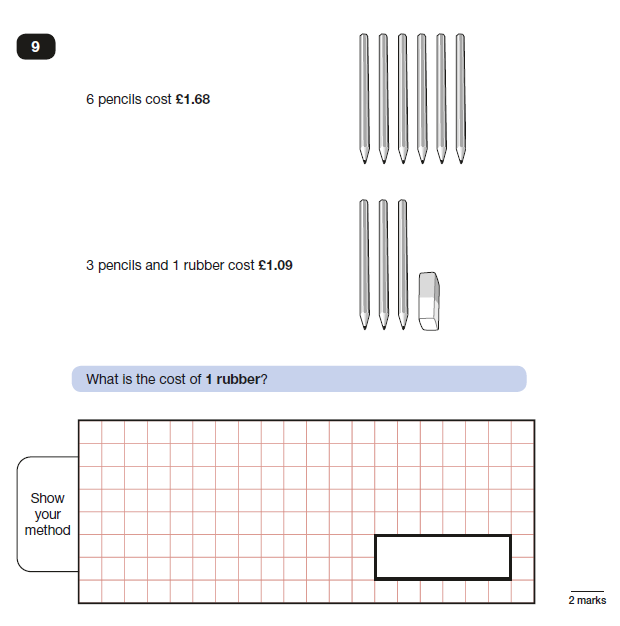 9
6 pencils cost £1.68
3 pencils and 1 rubber cost £1.09
What is the cost of 1 rubber?
Show
your
method
2 marks